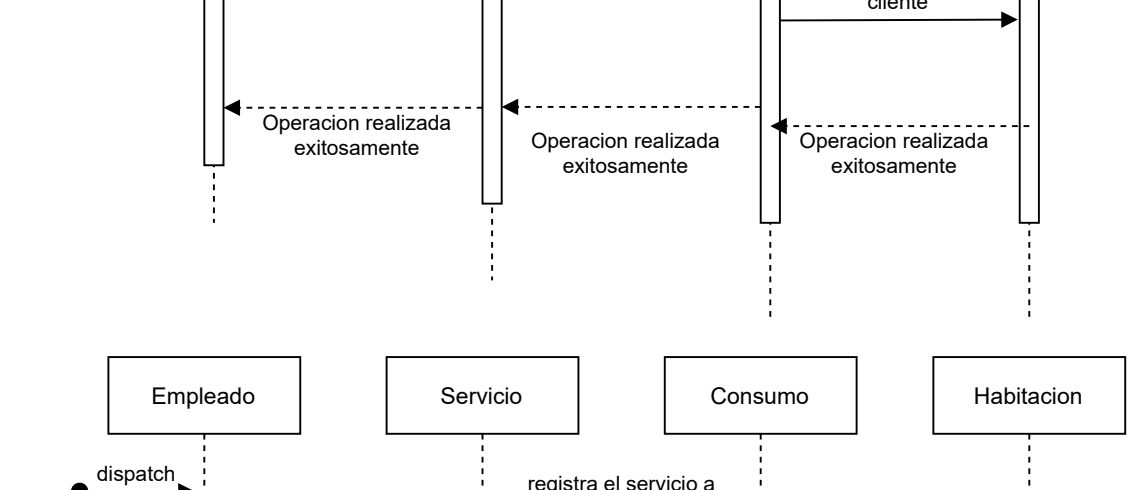 cliente
Operacion realizada
exitosamente
Operacion realizada
exitosamente
Operacion realizada
exitosamente
Empleado
Servicio
Consumo
Habitacion
dispatch
registra el servicio a